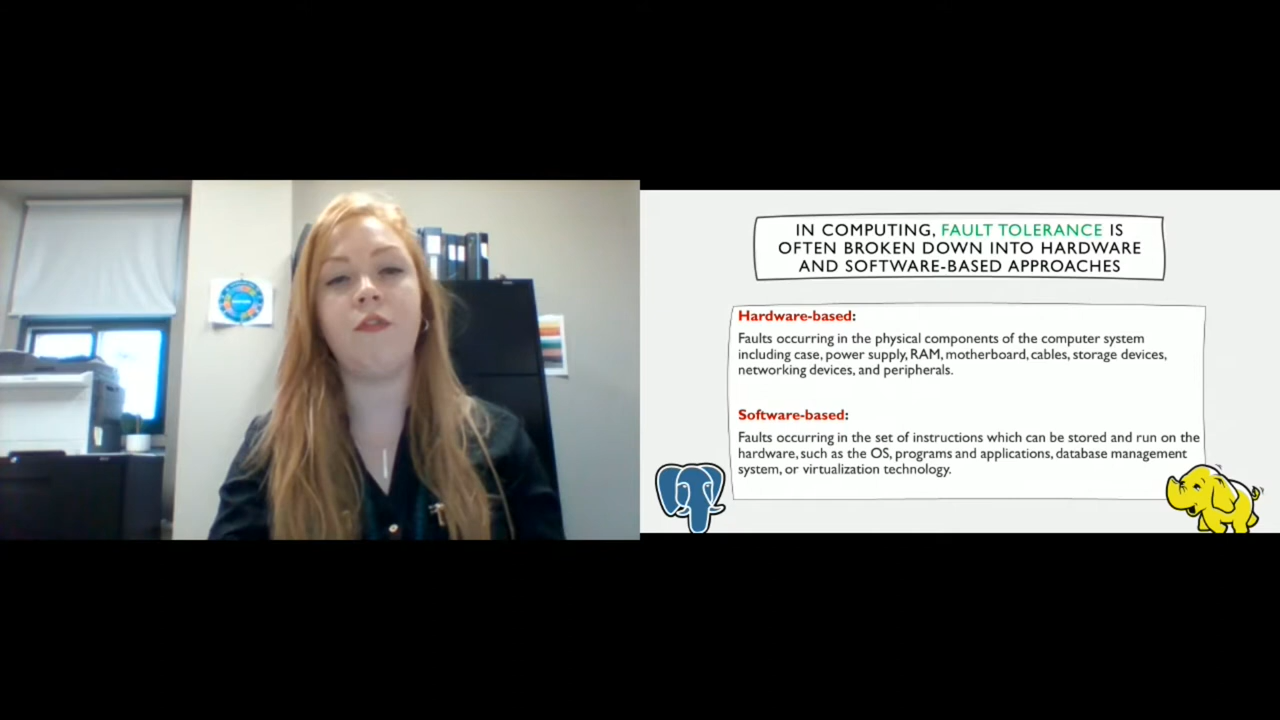 IN COMPUTING, FAULT TOLERANCE IS
OFTEN BROKEN DOWN INTO HARDWARE
AND SOFTWARE-BASED APPROACHES
Hardware-based:
Faults occurring in the physical components of the computer system
including case, power supply, RAM, motherboard, cables, storage devices,
networking devices, and peripherals.
Software-based:
Faults occurring in the set of instructions which can be stored and run on the
hardware, such as the OS, programs and applications, database management
system, or virtualization technology.